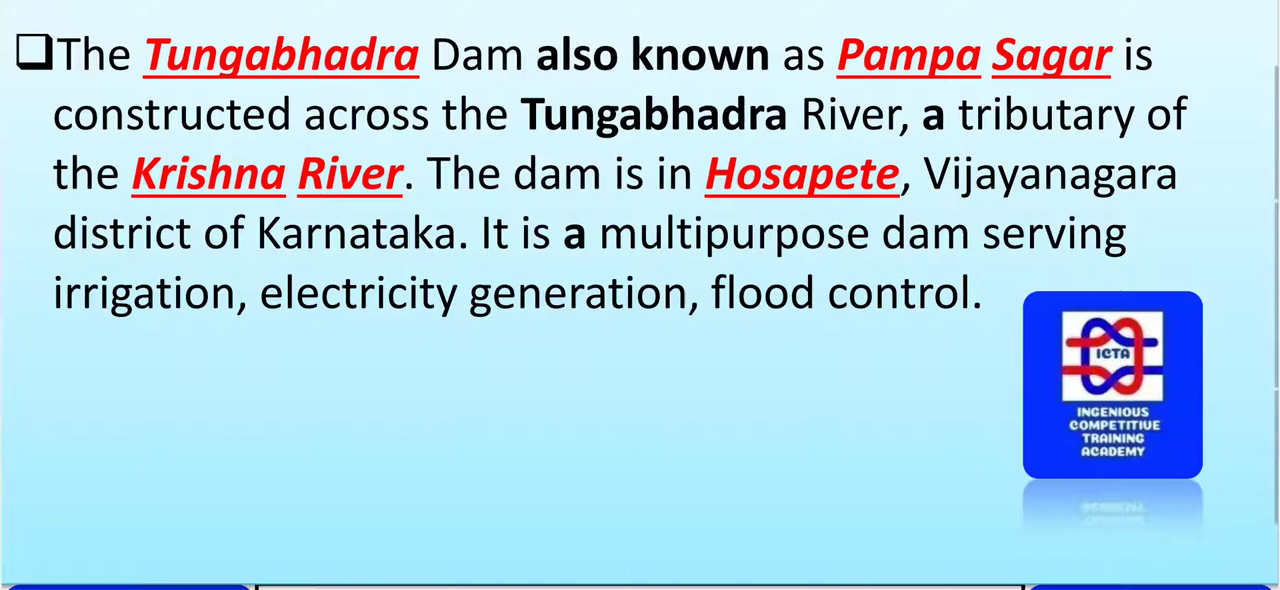 The Tungabhadra Dam also known as Pampa Sagar is
constructed across the Tungabhadra River, a tributary of
the Krishna River. The dam is in Hosapete, Vijayanagara
district of Karnataka. It is a multipurpose dam serving
irrigation, electricity generation, flood control.
ICTA
INGENIOUS
COMPETITIVE
TRAINING
ACADEMY